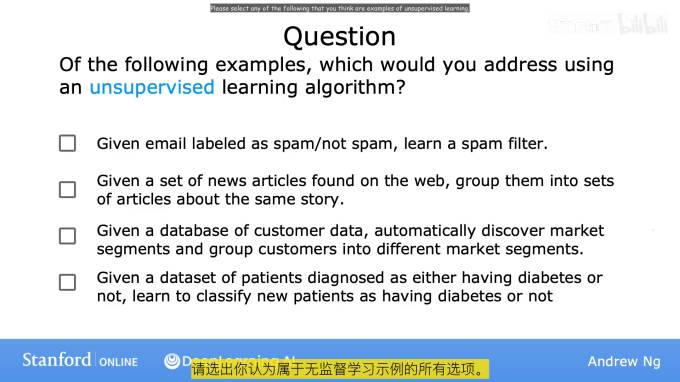 Please select any of the following that you think are examples of unsupervised learning.
bilibili
Question
Of the following examples, which would you address using
an unsupervised learning algorithm?
Given email labeled as spam/not spam, learn a spam filter.
Given a set of news articles found on the web, group them into sets
of articles about the same story.
Given a database of customer data, automatically discover market
segments and group customers into different market segments.
Given a dataset of patients diagnosed as either having diabetes or
not, learn to classify new patients as having diabetes or not
Stanford ONLINE
Andrew Ng
请选出你认为属于无监督学习示例的所有选项。